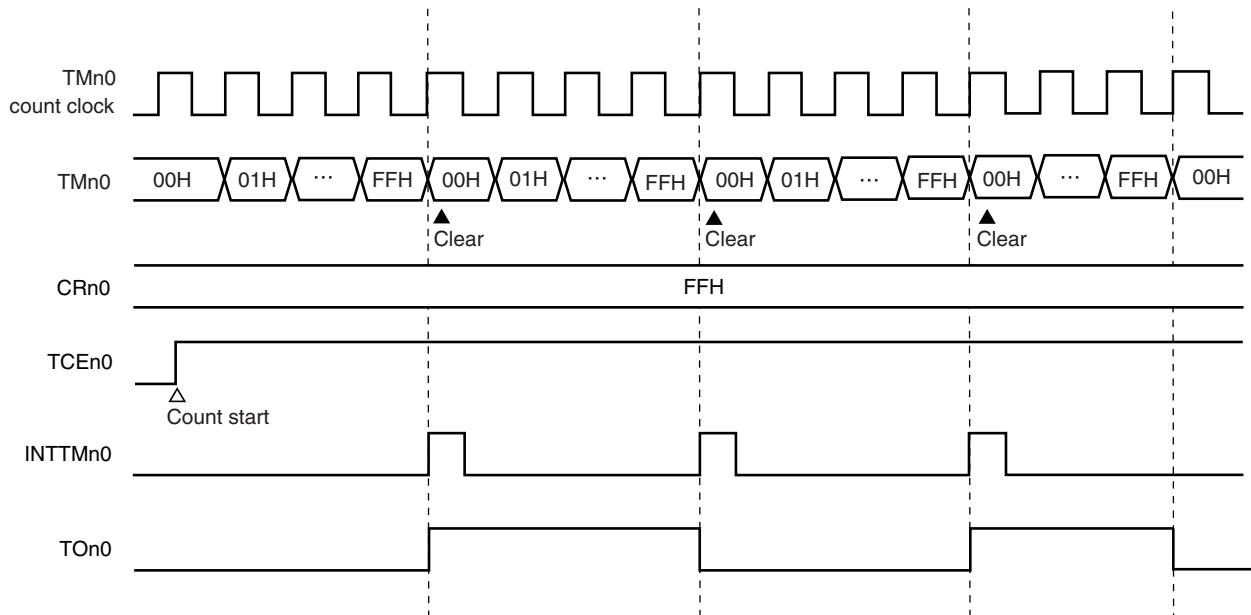 TMn0
count clock
TMn0 00H 01H ... FFH 00H 01H ... FFH 00H 01H ... FFH 00H ... FFH 00H
Clear Clear Clear
CRn0 FFH
TCEn0
Count start
INTTMn0
TOn0